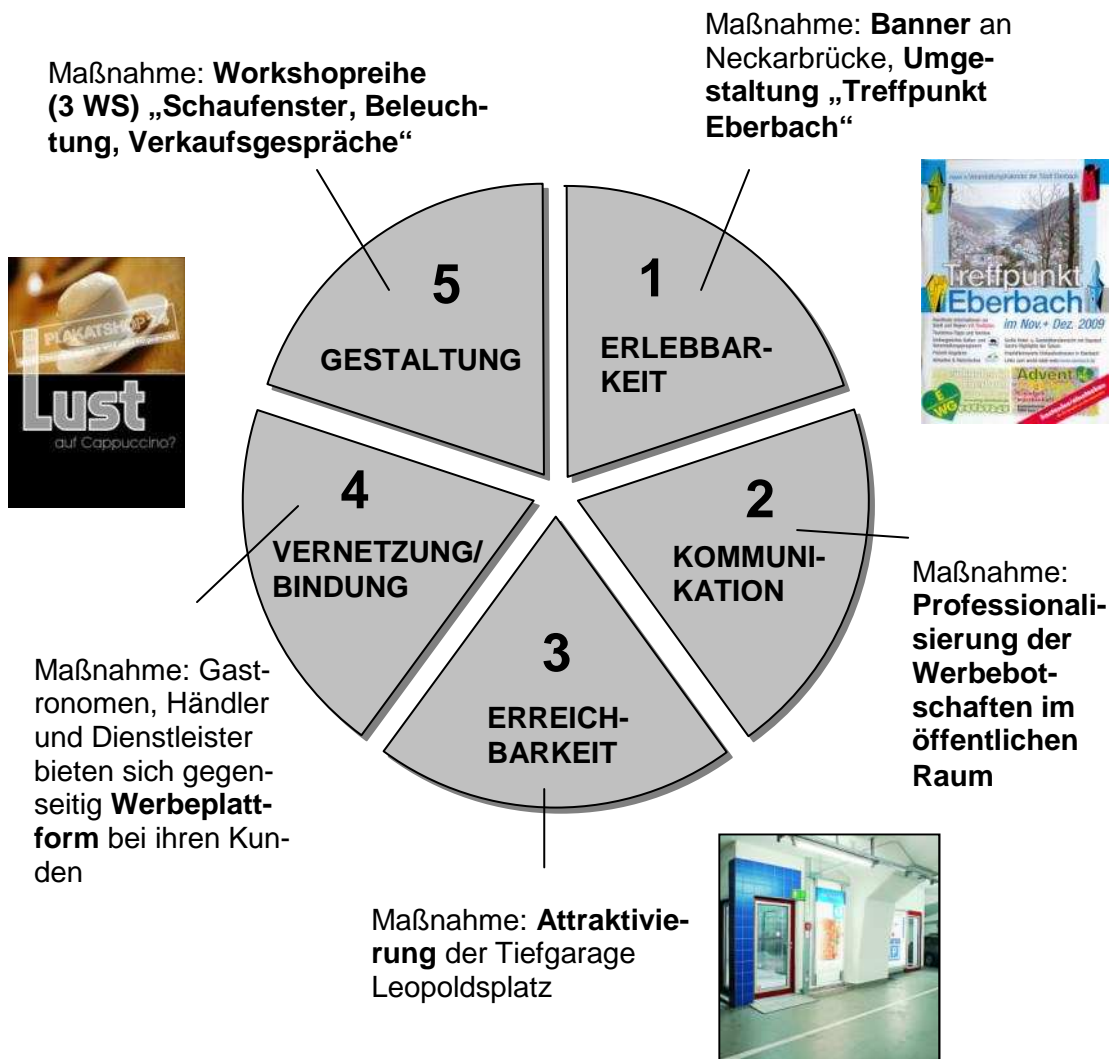 Maßnahme: Workshopreihe
(3 WS) „Schaufenster, Beleuch-
tung, Verkaufsgespräche“
Maßnahme: Banner an
Neckarbrücke, Umge-
staltung „Treffpunkt
Eberbach“
5
GESTALTUNG
1
ERLEBBAR-
KEIT
Treffpunkt
Eberbach
im Nov.+ Dez. 2009
Advent
E
WG
PLAKATSHOP24
Lust
auf Cappuccino?
4
VERNETZUNG/
BINDUNG
2
KOMMUNI-
KATION
3
ERREICH-
BARKEIT
Maßnahme:
Professionali-
sierung der
Werbebot-
schaften im
öffentlichen
Raum
Maßnahme: Gast-
ronomen, Händler
und Dienstleister
bieten sich gegen-
seitig Werbeplatt-
form bei ihren Kun-
den
Maßnahme: Attraktivie-
rung der Tiefgarage
Leopoldsplatz